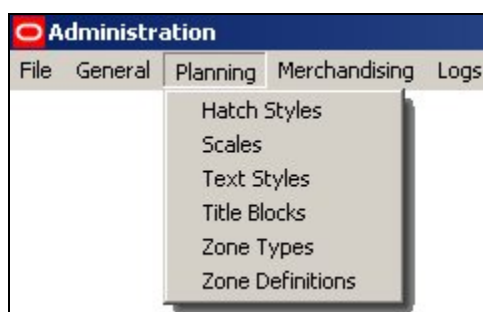 Administration
File General Planning Merchandising Logs
Hatch Styles
Scales
Text Styles
Title Blocks
Zone Types
Zone Definitions